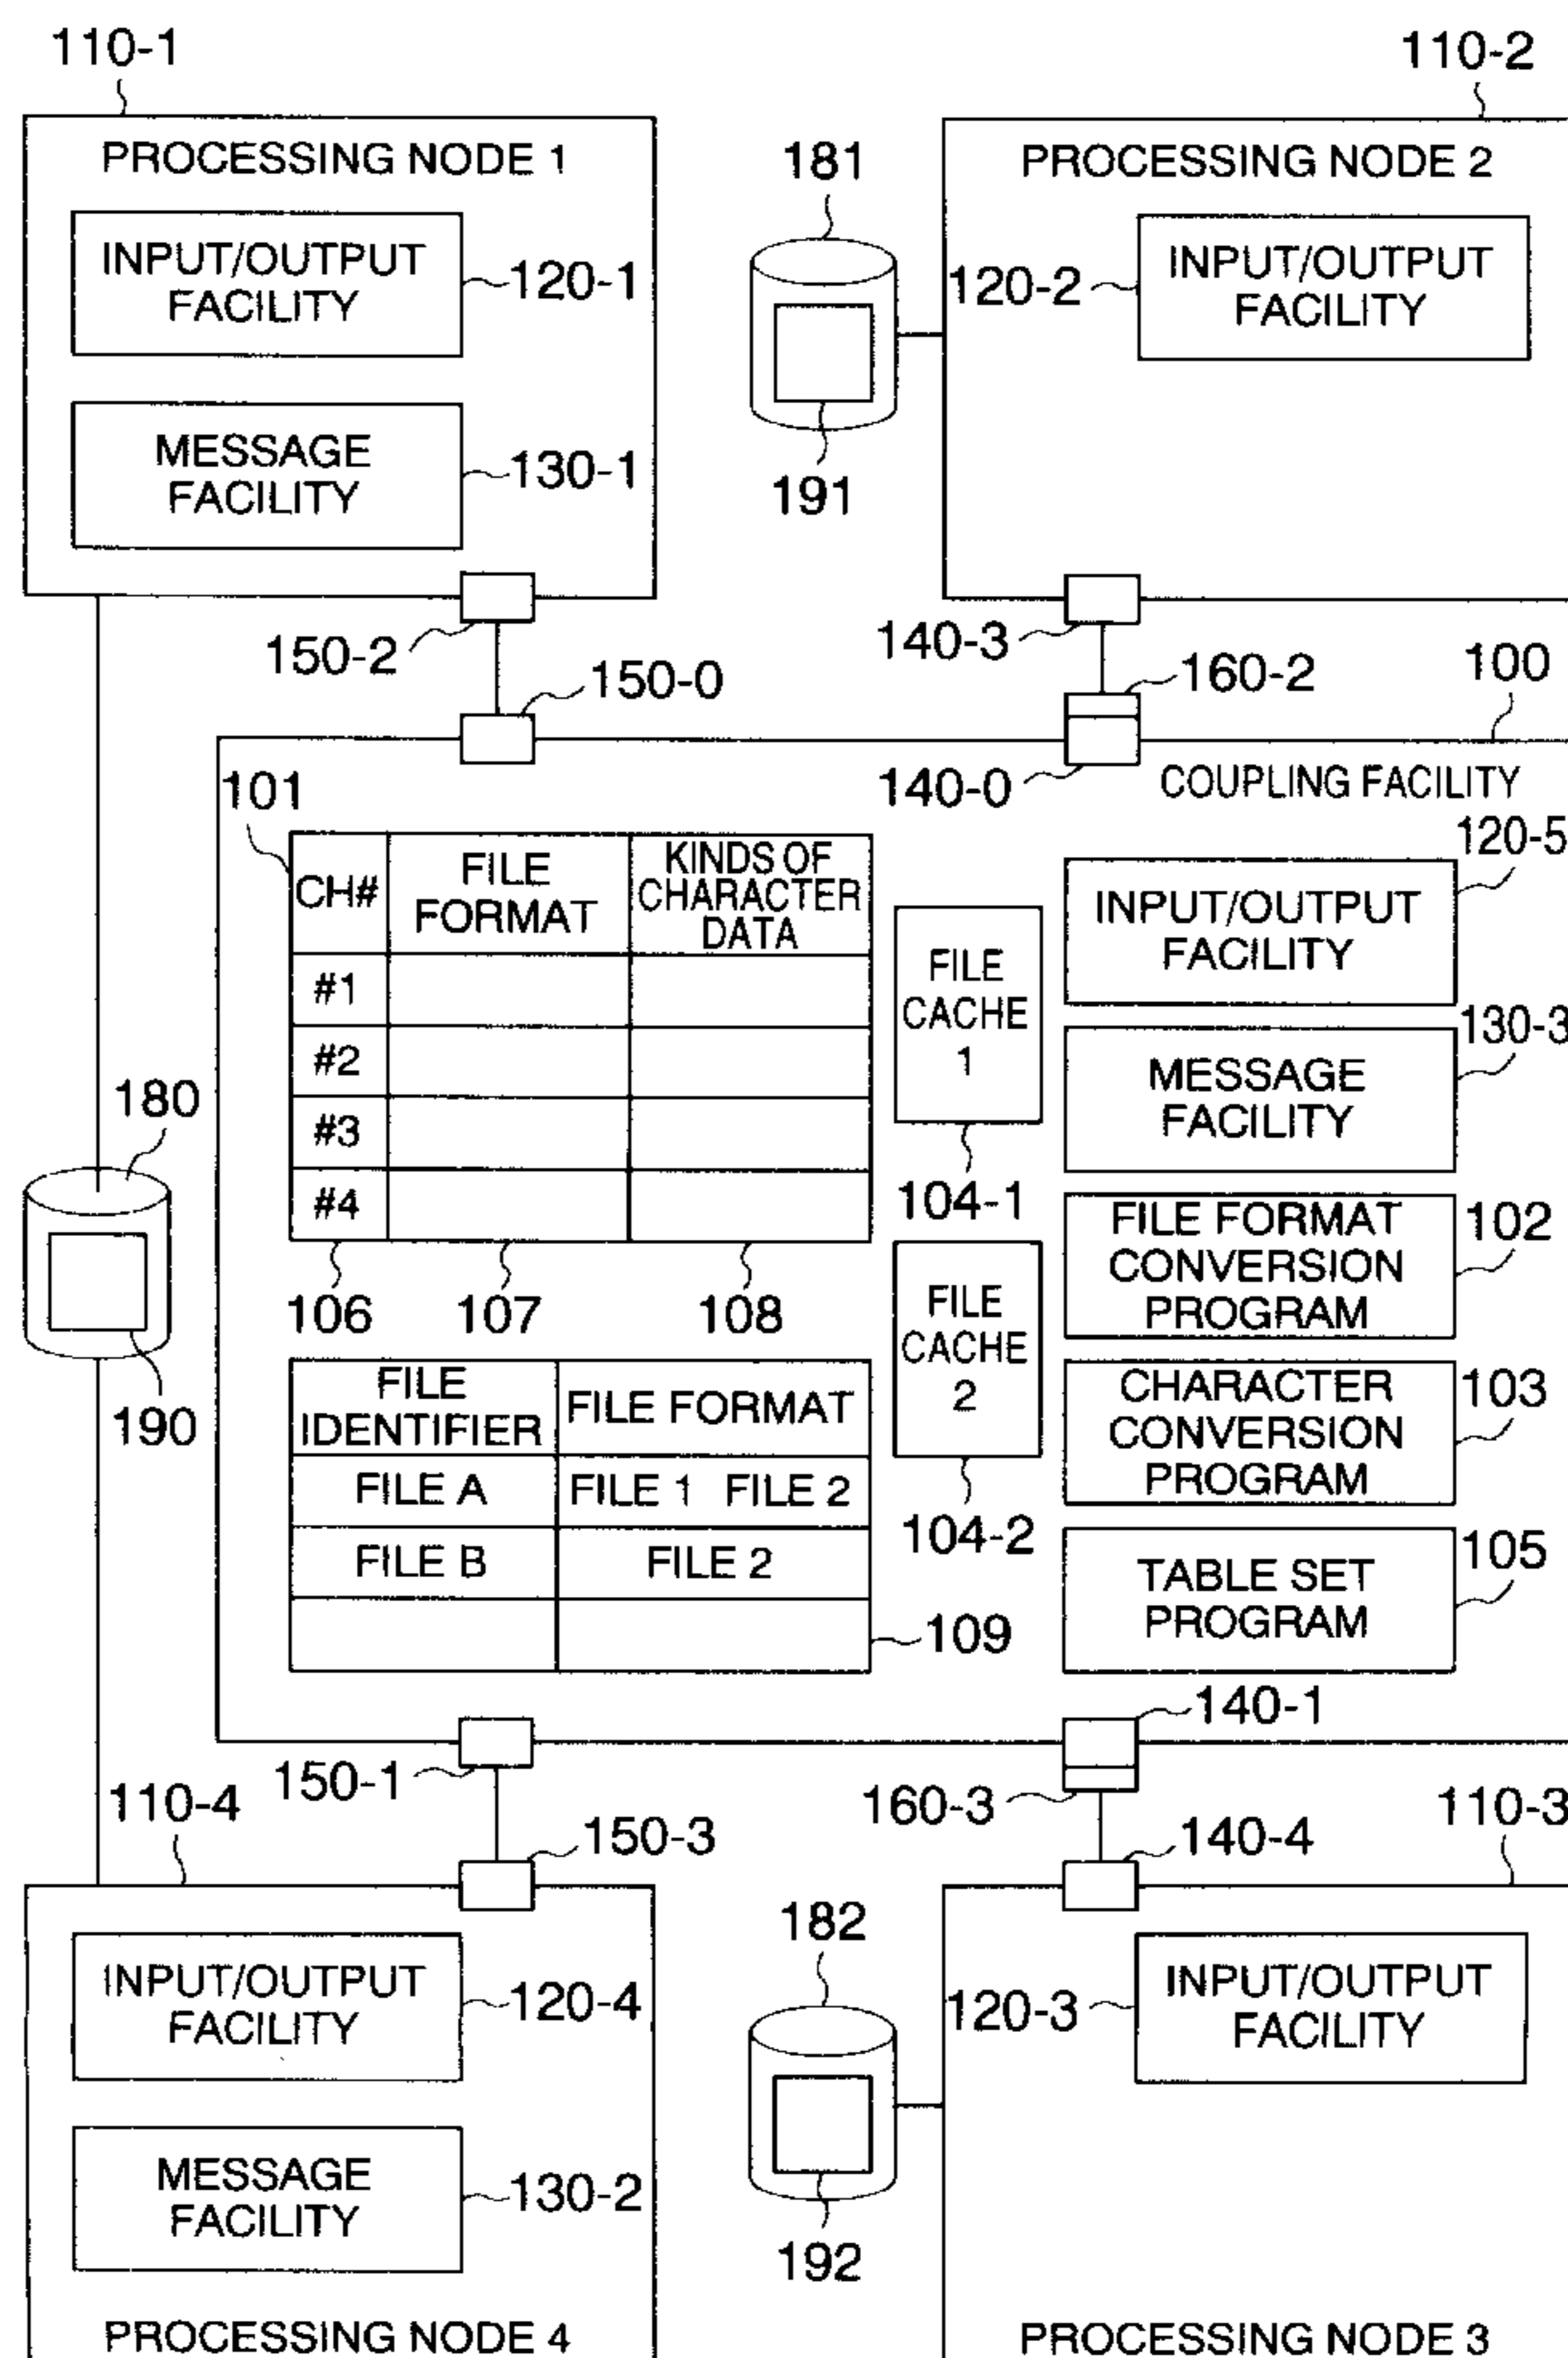 110-1
110-2
PROCESSING NODE 1
INPUT/OUTPUT
FACILITY
120-1
MESSAGE
FACILITY
130-1
181
191
PROCESSING NODE 2
120-2
INPUT/OUTPUT
FACILITY
150-2
150-0
140-3
160-2
100
140-0
COUPLING FACILITY
101
CH#
FILE
FORMAT
KINDS OF
CHARACTER
DATA
#1
#2
#3
#4
106
107
108
FILE
CACHE
1
104-1
FILE
CACHE
2
104-2
120-5
INPUT/OUTPUT
FACILITY
130-3
MESSAGE
FACILITY
FILE FORMAT
CONVERSION
PROGRAM
102
CHARACTER
CONVERSION
PROGRAM
103
TABLE SET
PROGRAM
105
180
190
FILE
IDENTIFIER
FILE FORMAT
FILE A
FILE 1 FILE 2
FILE B
FILE 2
109
150-1
140-1
160-3
110-4
150-3
140-4
110-3
INPUT/OUTPUT
FACILITY
120-4
MESSAGE
FACILITY
130-2
PROCESSING NODE 4
182
192
120-3
INPUT/OUTPUT
FACILITY
PROCESSING NODE 3